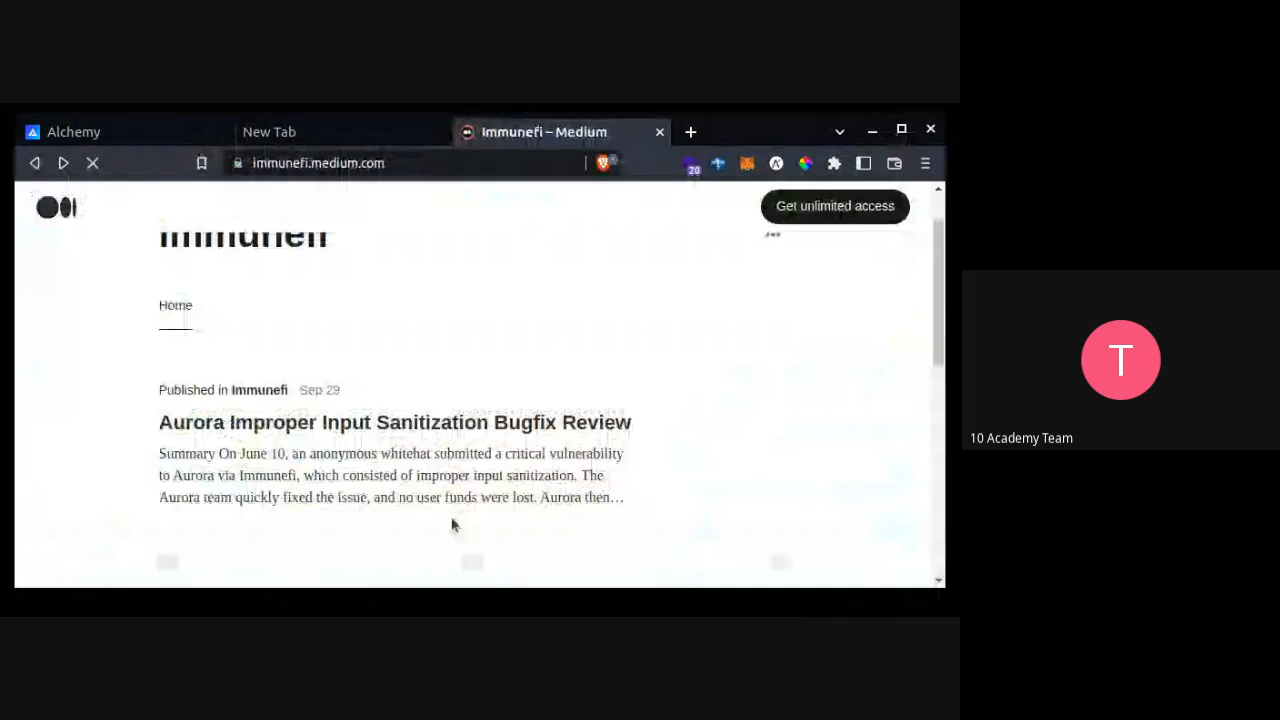 Alchemy
New Tab
Immunefi – Medium
immunefi.medium.com
20
Get unlimited access
Immunefi
Home
Published in Immunefi Sep 29
Aurora Improper Input Sanitization Bugfix Review
Summary On June 10, an anonymous whitehat submitted a critical vulnerability
to Aurora via Immunefi, which consisted of improper input sanitization. The
Aurora team quickly fixed the issue, and no user funds were lost. Aurora then…
T
10 Academy Team